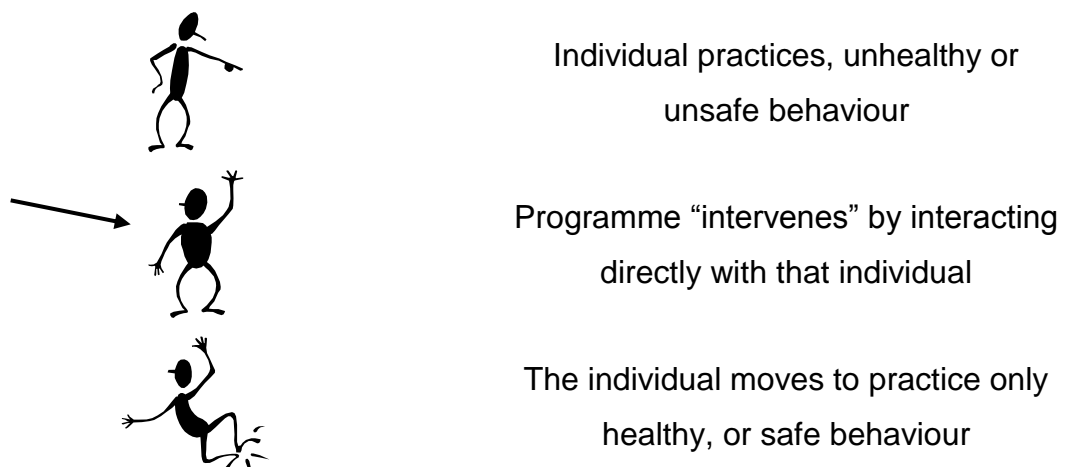 Individual practices, unhealthy or
unsafe behaviour
Programme “intervenes” by interacting
directly with that individual
The individual moves to practice only
healthy, or safe behaviour